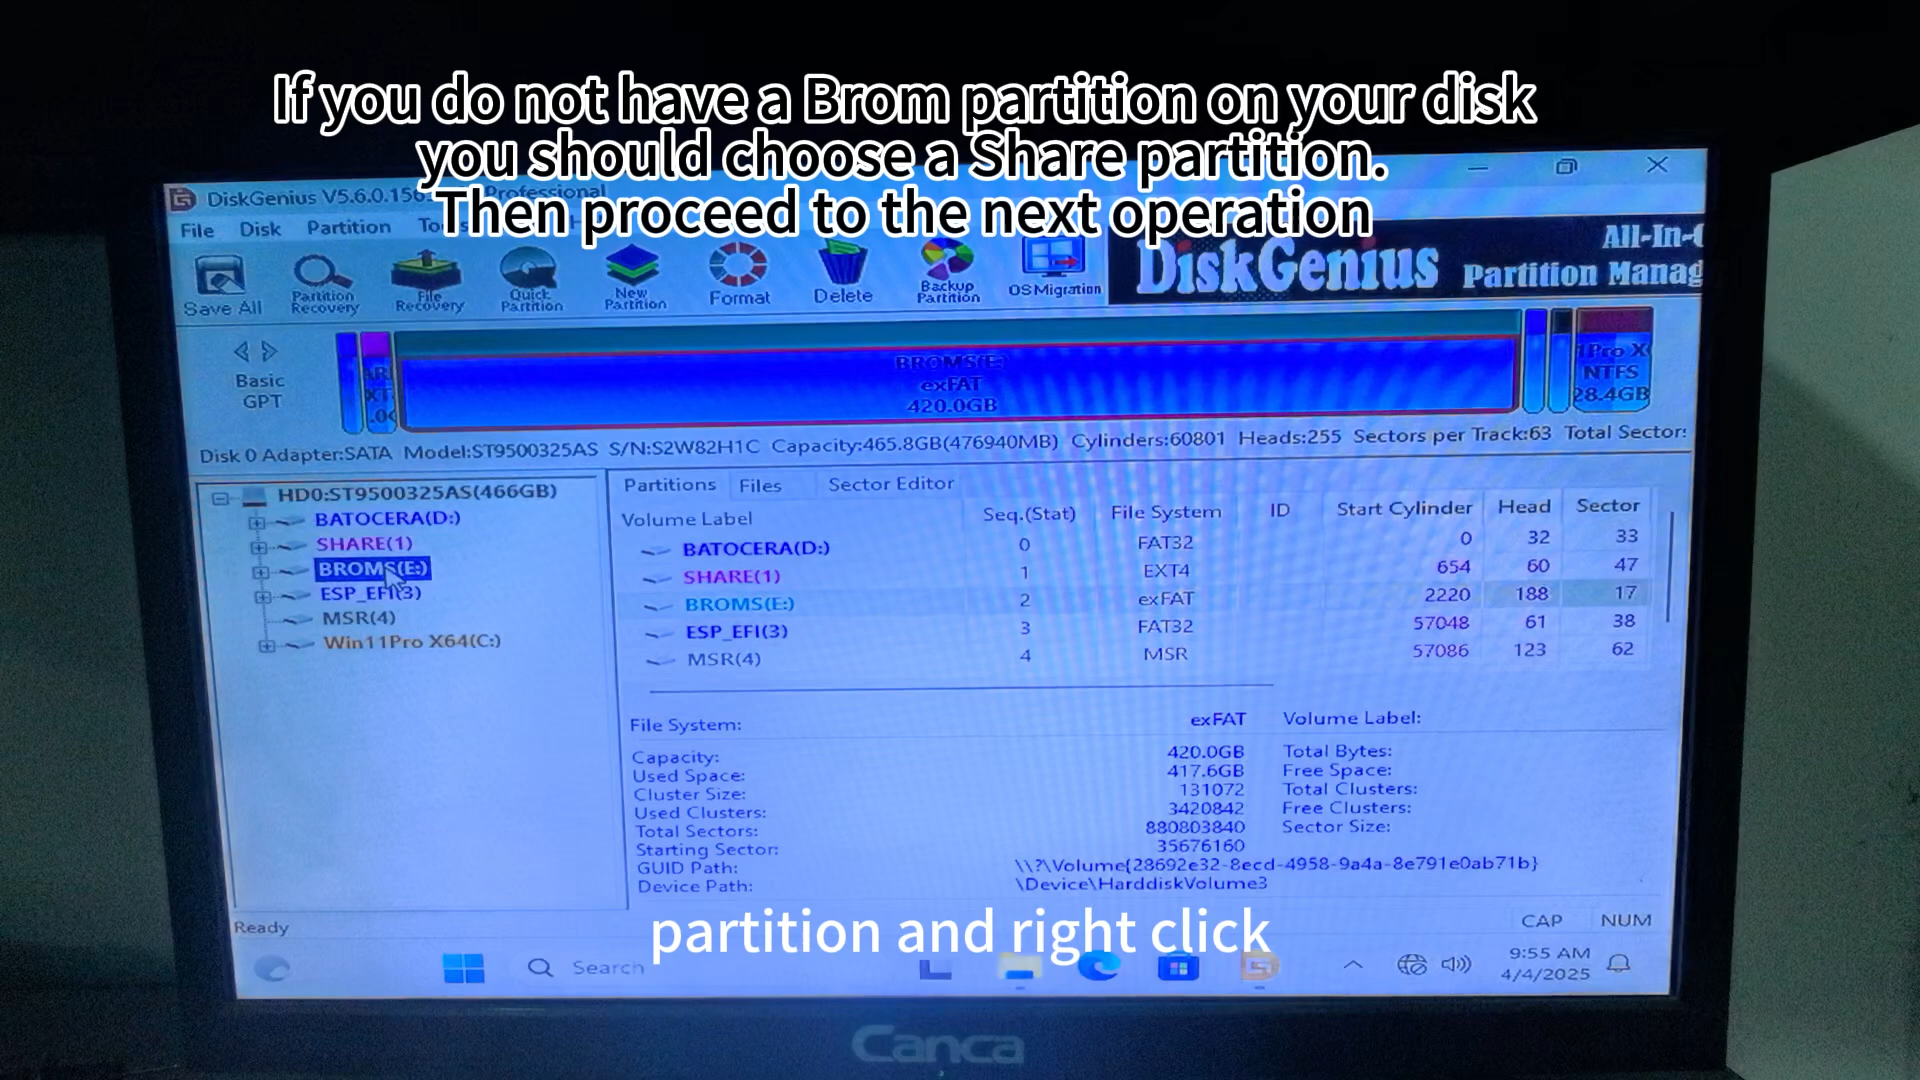 If you do not have a Brom partition on your disk
you should choose a Share partition.
Then proceed to the next operation
DiskGenius V5.6.0.156 Professional
File Disk Partition
Save All
Partition Recovery
File Recovery
Quick Partition
New Partition
Format
Delete
Backup Partition
OS Migration
DiskGenius
All-In-
Partition Manag
Basic
GPT
BROMS(E:)
exFAT
420.0GB
1Pro X
NTFS
28.4GB
Disk 0 Adapter:SATA Model:ST9500325AS S/N:S2W82H1C Capacity:465.8GB(476940MB) Cylinders:60801 Heads:255 Sectors per Track:63 Total Sector:
HD0:ST9500325AS(466GB)
BATOCERA(D:)
SHARE(1)
BROMS(E:)
ESP_EFI(3)
MSR(4)
Win11Pro X64(C:)
Partitions Files Sector Editor
Volume Label Seq.(Stat) File System ID Start Cylinder Head Sector
BATOCERA(D:) 0 FAT32 0 32 33
SHARE(1) 1 EXT4 654 60 47
BROMS(E:) 2 exFAT 2220 188 17
ESP_EFI(3) 3 FAT32 57048 61 38
MSR(4) 4 MSR 57086 123 62
File System: exFAT Volume Label:
Capacity: 420.0GB Total Bytes:
Used Space: 417.6GB Free Space:
Cluster Size: 131072 Total Clusters:
Used Clusters: 3420842 Free Clusters:
Total Sectors: 880803840 Sector Size:
Starting Sector: 35676160
GUID Path: \\?\Volume{28692e32-8ecd-4958-9a4a-8e791e0ab71b}
Device Path: \Device\HarddiskVolume3
partition and right click
Ready CAP NUM
Search
9:55 AM
4/4/2025
Canca